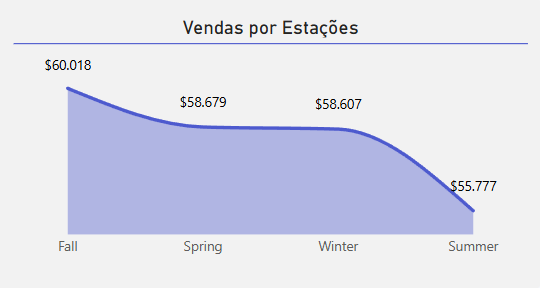 Vendas por Estações
$60.018
$58.679
$58.607
$55.777
Fall
Spring
Winter
Summer